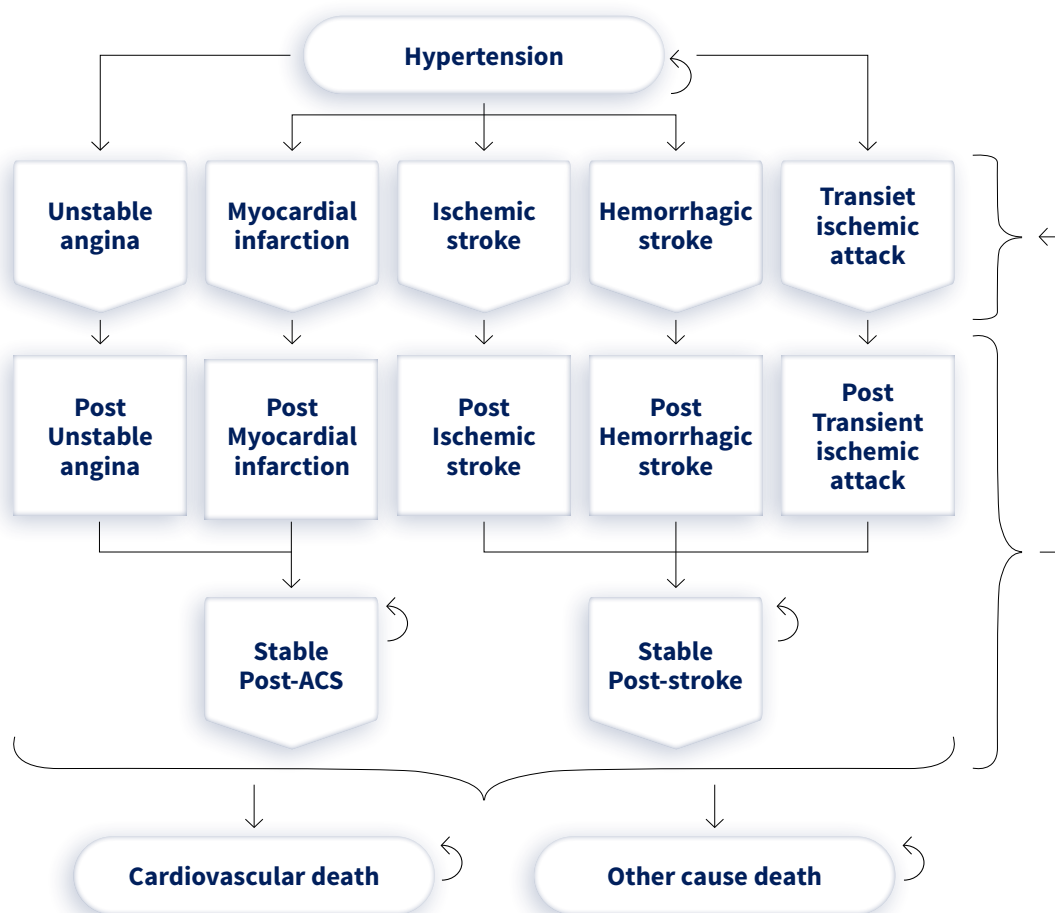 Hypertension
Unstable
angina
Myocardial
infarction
Ischemic
stroke
Hemorrhagic
stroke
Transiet
ischemic
attack
Post
Unstable
angina
Post
Myocardial
infarction
Post
Ischemic
stroke
Post
Hemorrhagic
stroke
Post
Transient
ischemic
attack
Stable
Post-ACS
Stable
Post-stroke
Cardiovascular death
Other cause death